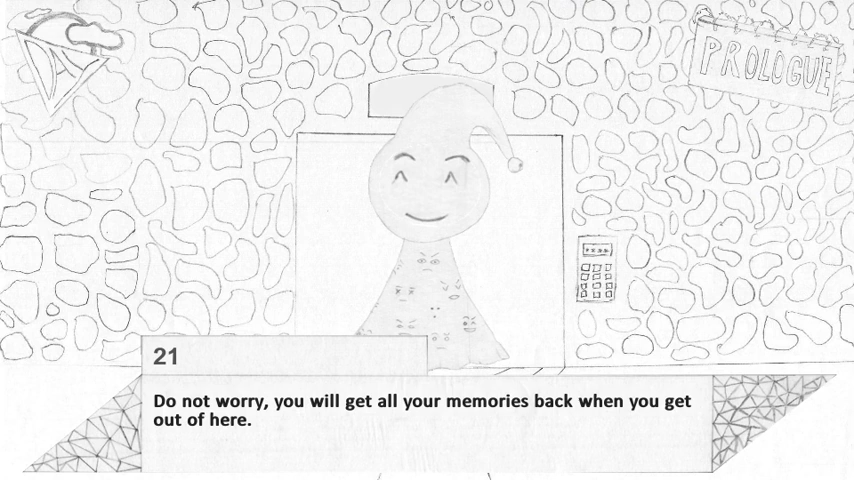 PROLOGUE
21
Do not worry, you will get all your memories back when you get
out of here.